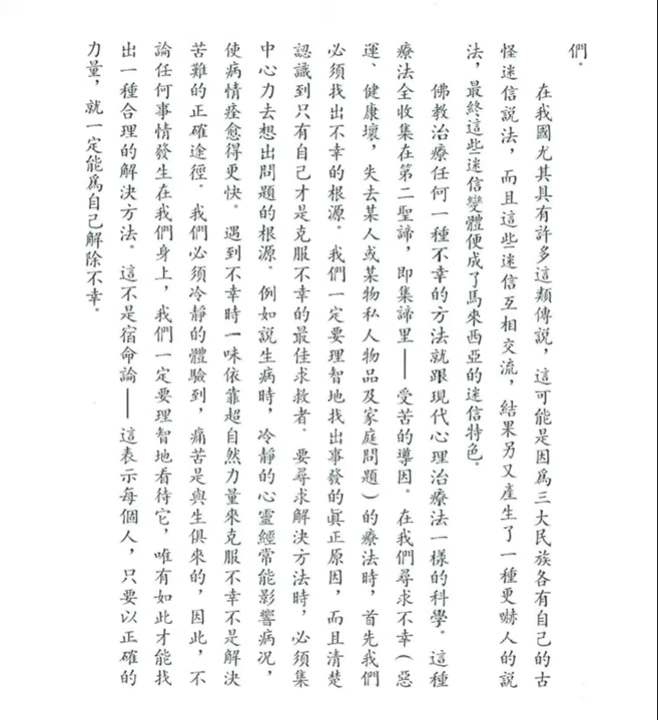 們。
在我國尤其具有許多這類傳說，這可能是因爲三大民族各有自己的古
怪迷信説法，而且這些迷信互相交流，結果另又產生了一種更嚇人的説
法，最終這些迷信變體便成了馬來西亞的迷信特色。
佛教治療任何一種不幸的方法就跟現代心理治療法一樣的科學。這種
療法全收集在第二聖諦，即集諦里——受苦的導因。在我們尋求不幸（惡
運、健康壞，失去某人或某物私人物品及家庭問題）的療法時，首先我們
必須找出不幸的根源。我們一定要理智地找出事發的眞正原因，而且清楚
認識到只有自己才是克服不幸的最佳求救者。要尋求解決方法時，必須集
中心力去想出問題的根源。例如説生病時，冷靜的心靈經常能影響病況，
使病情痊愈得更快。遇到不幸時一味依靠超自然力量來克服不幸不是解決
苦難的正確途徑。我們必須冷靜的體驗到，痛苦是與生俱來的，因此，不
論任何事情發生在我們身上，我們一定要理智地看待它，唯有如此才能找
出一種合理的解決方法。這不是宿命論——這表示每個人，只要以正確的
力量，就一定能爲自己解除不幸。